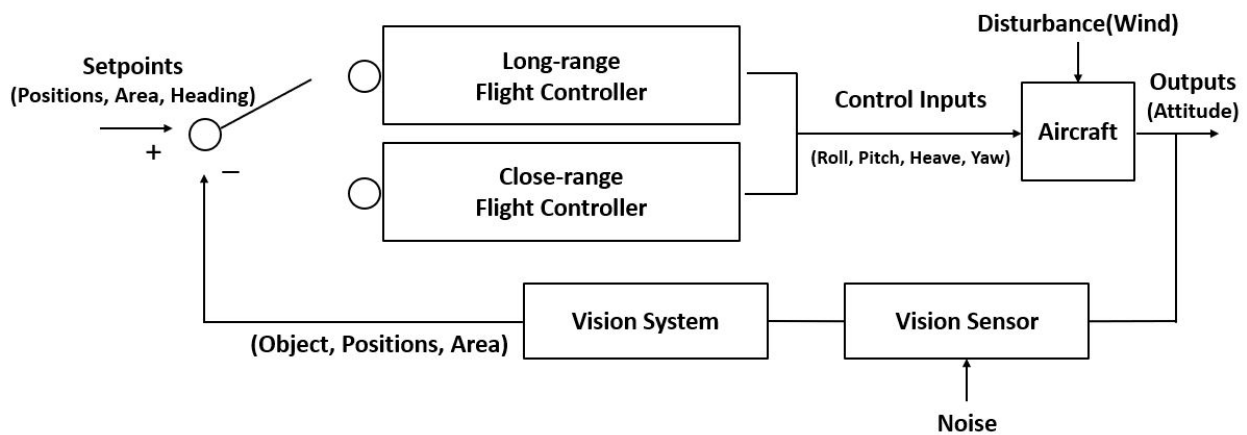 Disturbance(Wind)
Setpoints
(Positions, Area, Heading)
+
−
Long-range
Flight Controller
Close-range
Flight Controller
Control Inputs
(Roll, Pitch, Heave, Yaw)
Aircraft
Outputs
(Attitude)
Vision System
Vision Sensor
(Object, Positions, Area)
Noise